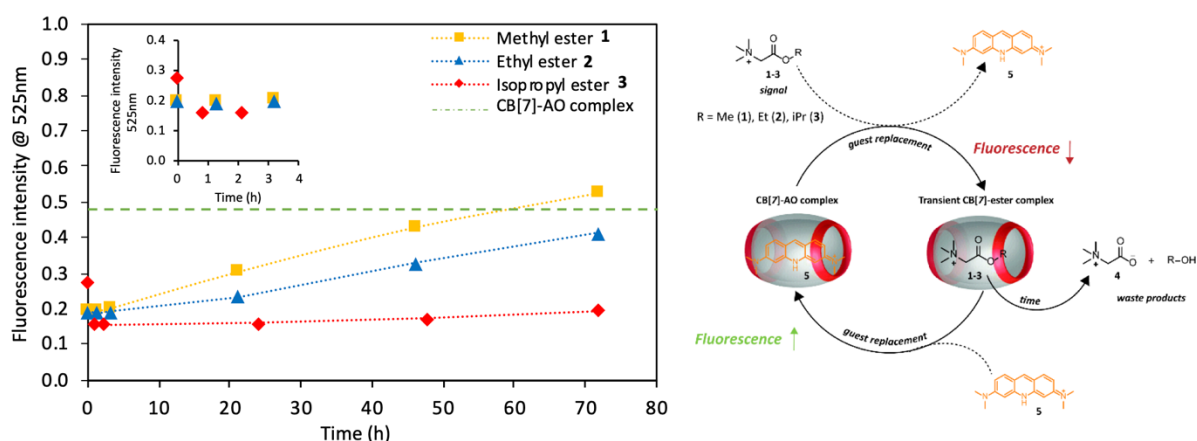 Fluorescence intensity @ 525nm
1.0
0.9
0.8
0.7
0.6
0.5
0.4
0.3
0.2
0.1
0.0
0 10 20 30 40 50 60 70 80
Time (h)
Fluorescence intensity
525nm
0.4
0.3
0.2
0.1
0.0
0 1 2 3 4
Time (h)
Methyl ester 1
Ethyl ester 2
Isopropyl ester 3
CB[7]-AO complex
N
+
O
O
R
1-3
signal
R = Me (1), Et (2), iPr (3)
N
N
H
N
+
5
guest replacement
Fluorescence ↓
CB[7]-AO complex
Transient CB[7]-ester complex
N
H
5
N
+
O
O
R
1-3
time
N
+
O
O
-
4
+ R-OH
waste products
guest replacement
Fluorescence ↑
N
N
H
N
+
5